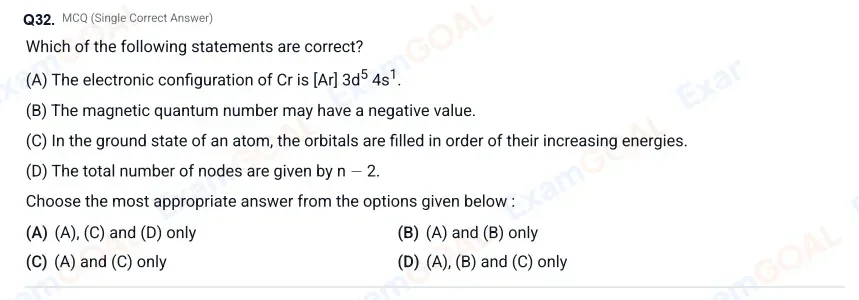 Q32. MCQ (Single Correct Answer)
Which of the following statements are correct?
(A) The electronic configuration of Cr is [Ar] 3d⁵ 4s¹.
(B) The magnetic quantum number may have a negative value.
(C) In the ground state of an atom, the orbitals are filled in order of their increasing energies.
(D) The total number of nodes are given by n − 2.
Choose the most appropriate answer from the options given below :
(A) (A), (C) and (D) only
(B) (A) and (B) only
(C) (A) and (C) only
(D) (A), (B) and (C) only